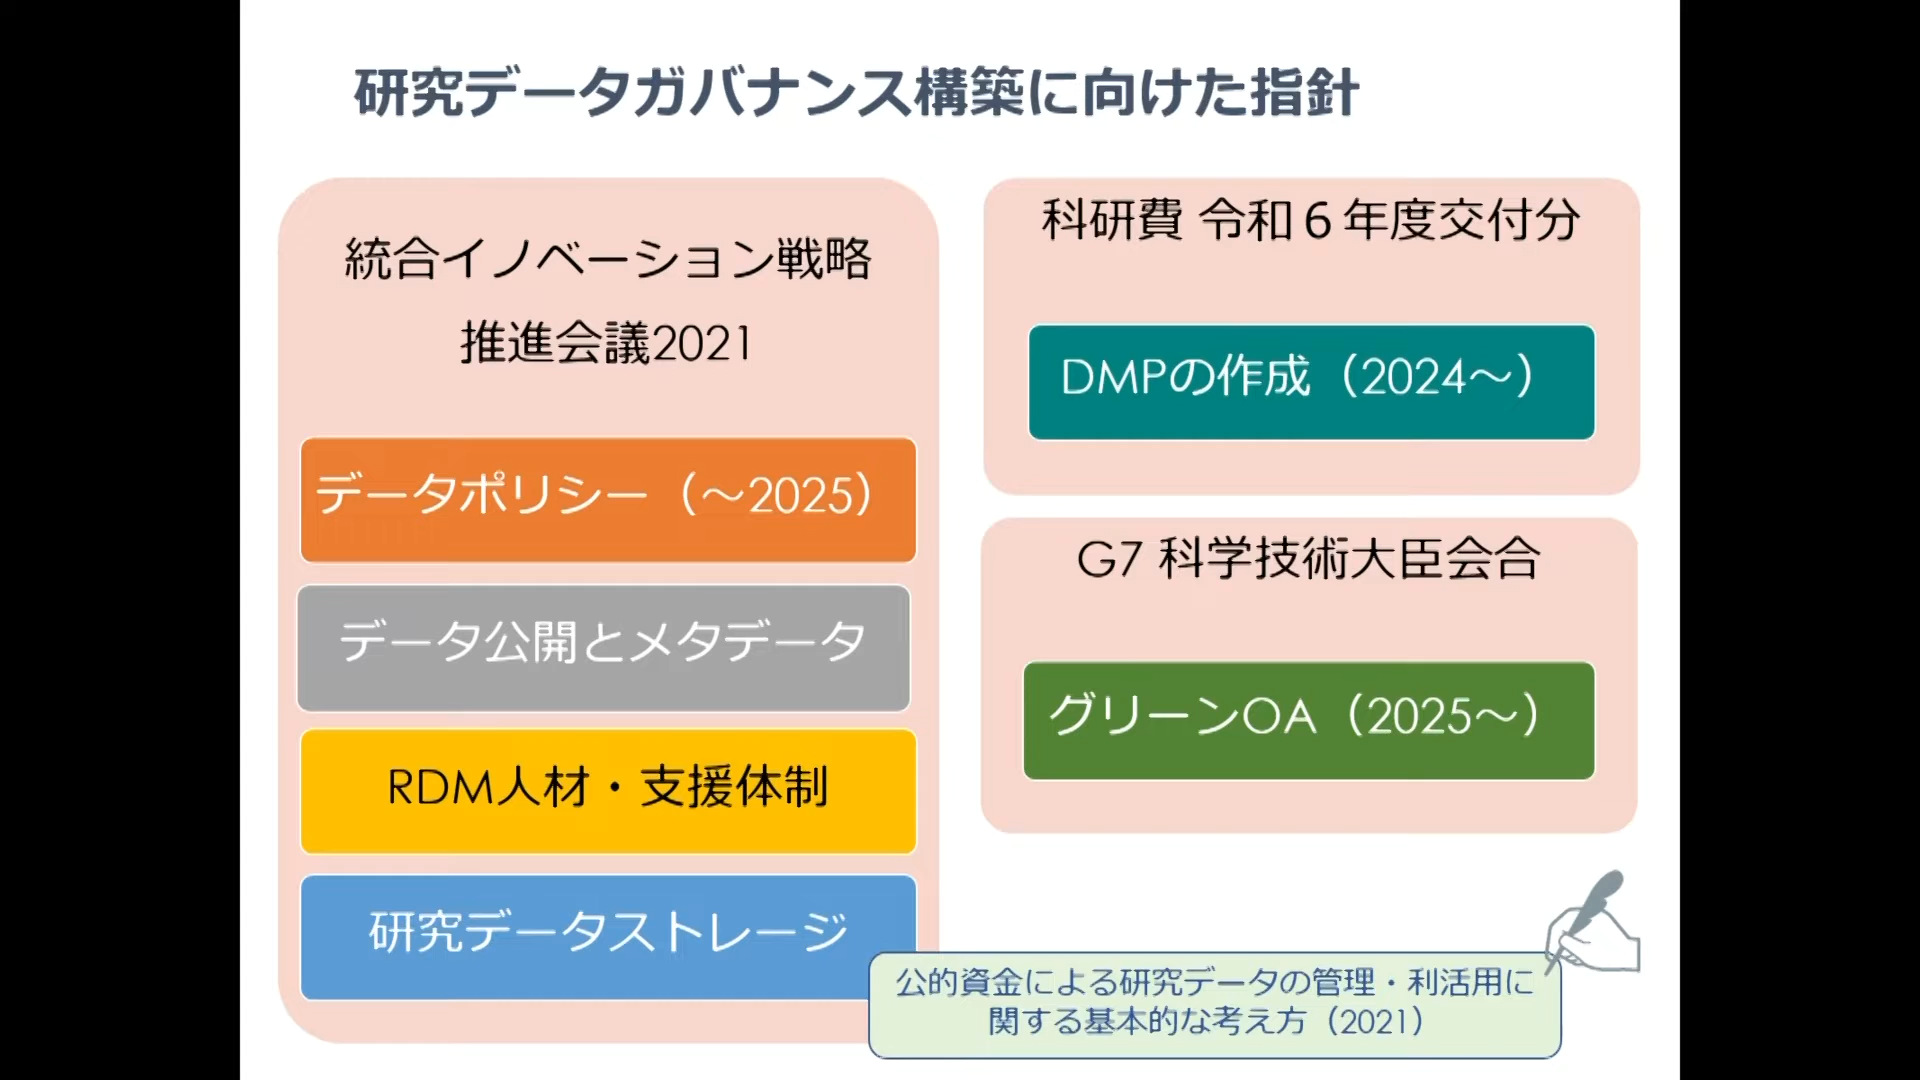 研究データガバナンス構築に向けた指針
統合イノベーション戦略
推進会議2021
データポリシー（～2025）
データ公開とメタデータ
RDM人材・支援体制
研究データストレージ
科研費 令和６年度交付分
DMPの作成（2024～）
G7 科学技術大臣会合
グリーンOA（2025～）
公的資金による研究データの管理・利活用に
関する基本的な考え方（2021）